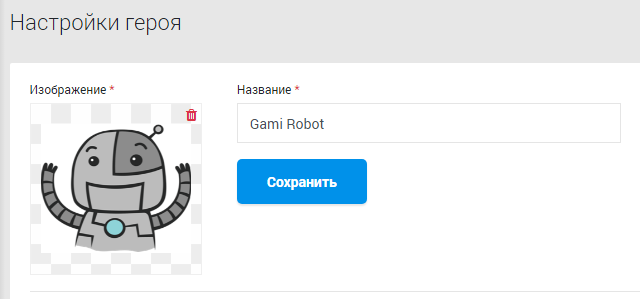 Настройки героя
Изображение *
Название *
Gami Robot
Сохранить